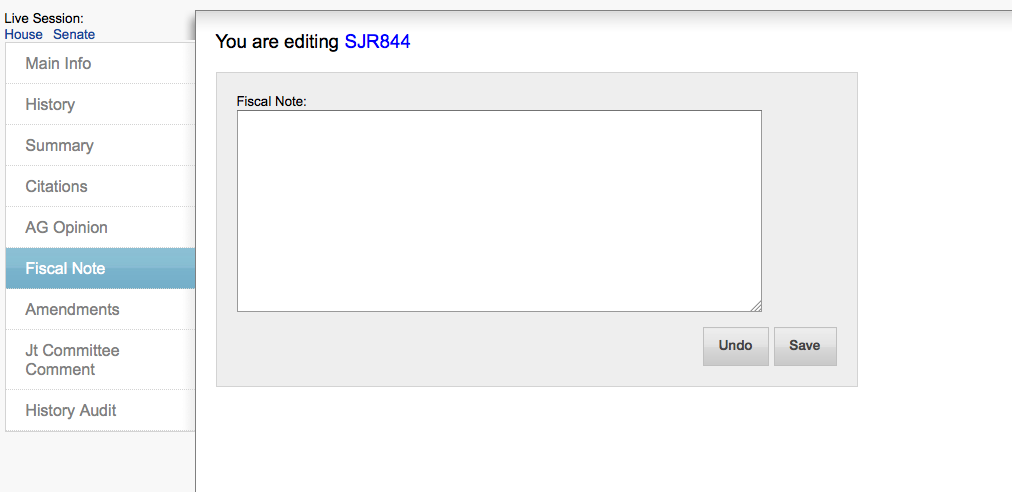 Live Session:
House Senate
Main Info
History
Summary
Citations
AG Opinion
Fiscal Note
Amendments
Jt Committee
Comment
History Audit
You are editing SJR844
Fiscal Note:
Undo Save